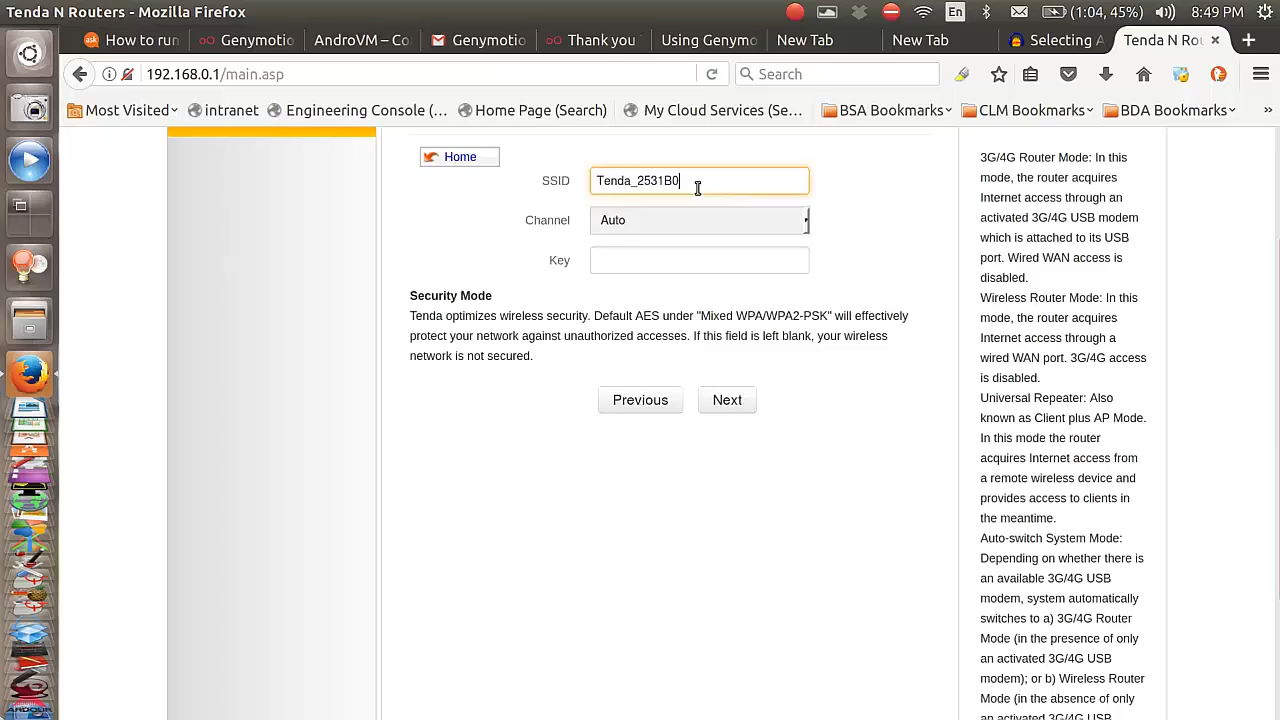 Tenda N Routers - Mozilla Firefox
En
(1:04, 45%)
8:49 PM
How to run
Genymotio
AndroVM – Co
Genymotio
Thank you
Using Genymo
New Tab
New Tab
Selecting A
Tenda N Rou
192.168.0.1/main.asp
Search
Most Visited
intranet
Engineering Console (...
Home Page (Search)
My Cloud Services (Se...
BSA Bookmarks
CLM Bookmarks
BDA Bookmarks
Home
SSID
Tenda_2531B0
Channel
Auto
Key
Security Mode
Tenda optimizes wireless security. Default AES under "Mixed WPA/WPA2-PSK" will effectively
protect your network against unauthorized accesses. If this field is left blank, your wireless
network is not secured.
Previous
Next
3G/4G Router Mode: In this
mode, the router acquires
Internet access through an
activated 3G/4G USB modem
which is attached to its USB
port. Wired WAN access is
disabled.
Wireless Router Mode: In this
mode, the router acquires
Internet access through a
wired WAN port. 3G/4G access
is disabled.
Universal Repeater: Also
known as Client plus AP Mode.
In this mode the router
acquires Internet access from
a remote wireless device and
provides access to clients in
the meantime.
Auto-switch System Mode:
Depending on whether there is
an available 3G/4G USB
modem, system automatically
switches to a) 3G/4G Router
Mode (in the presence of only
an activated 3G/4G USB
modem); or b) Wireless Router
Mode (in the absence of only
an activated 3G/4G USB